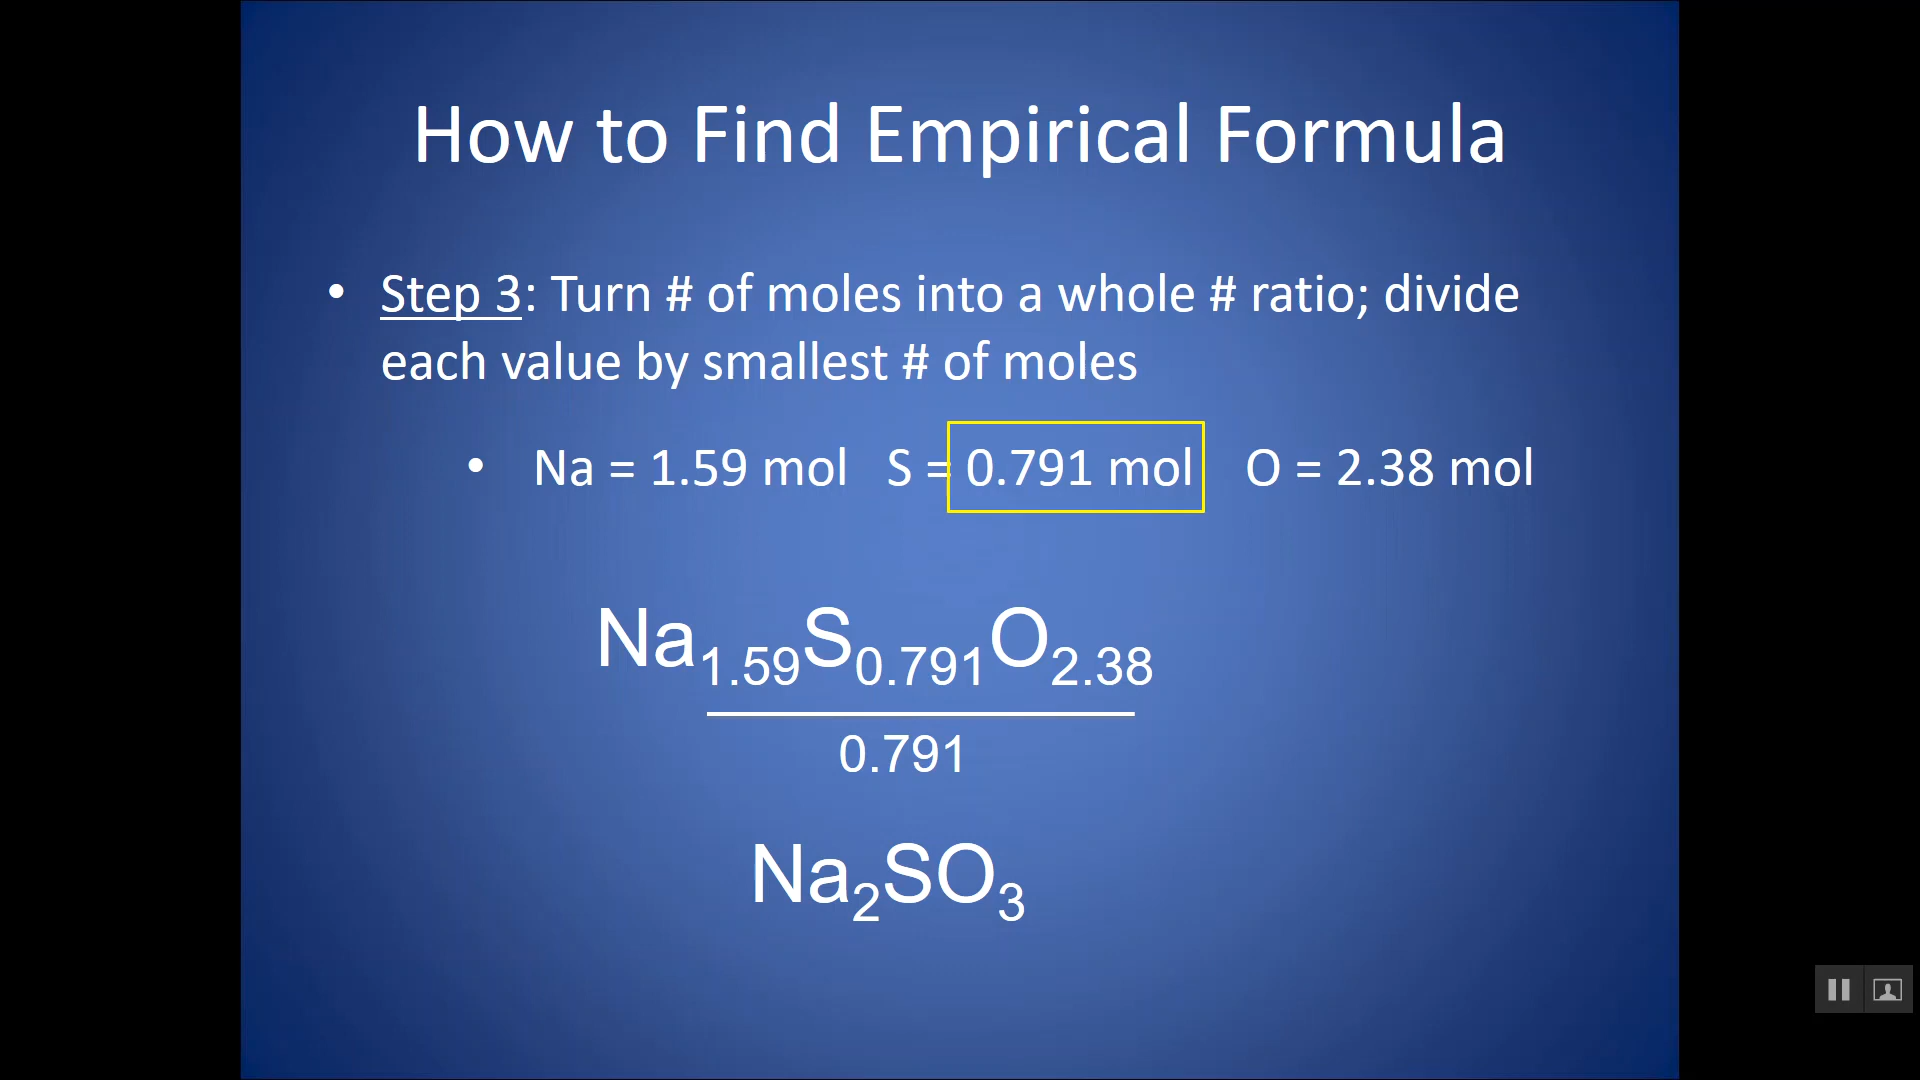 How to Find Empirical Formula
• Step 3: Turn # of moles into a whole # ratio; divide
each value by smallest # of moles
• Na = 1.59 mol S = 0.791 mol O = 2.38 mol
Na₁.₅₉S₀.₇₉₁O₂.₃₈
0.791
Na₂SO₃